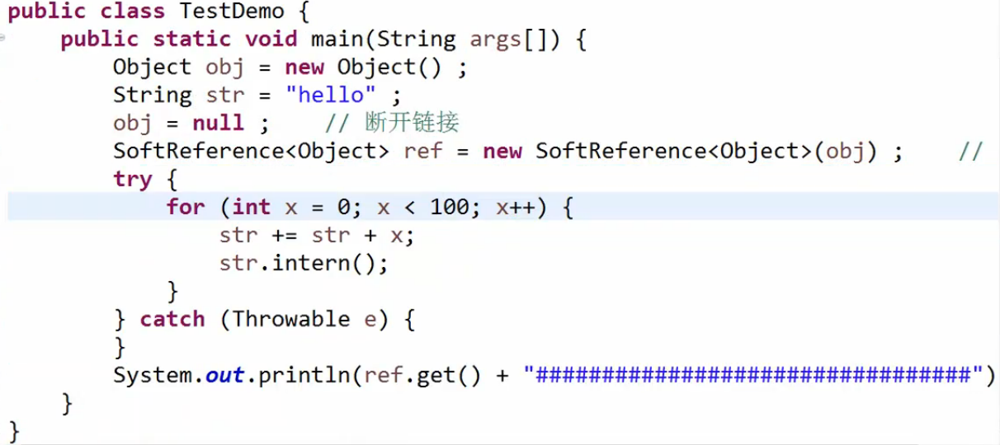 public class TestDemo {
    public static void main(String args[]) {
        Object obj = new Object() ;
        String str = "hello" ;
        obj = null ;    // 断开链接
        SoftReference<Object> ref = new SoftReference<Object>(obj) ;    //
        try {
            for (int x = 0; x < 100; x++) {
                str += str + x;
                str.intern();
            }
        } catch (Throwable e) {
        }
        System.out.println(ref.get() + "#################################")
    }
}